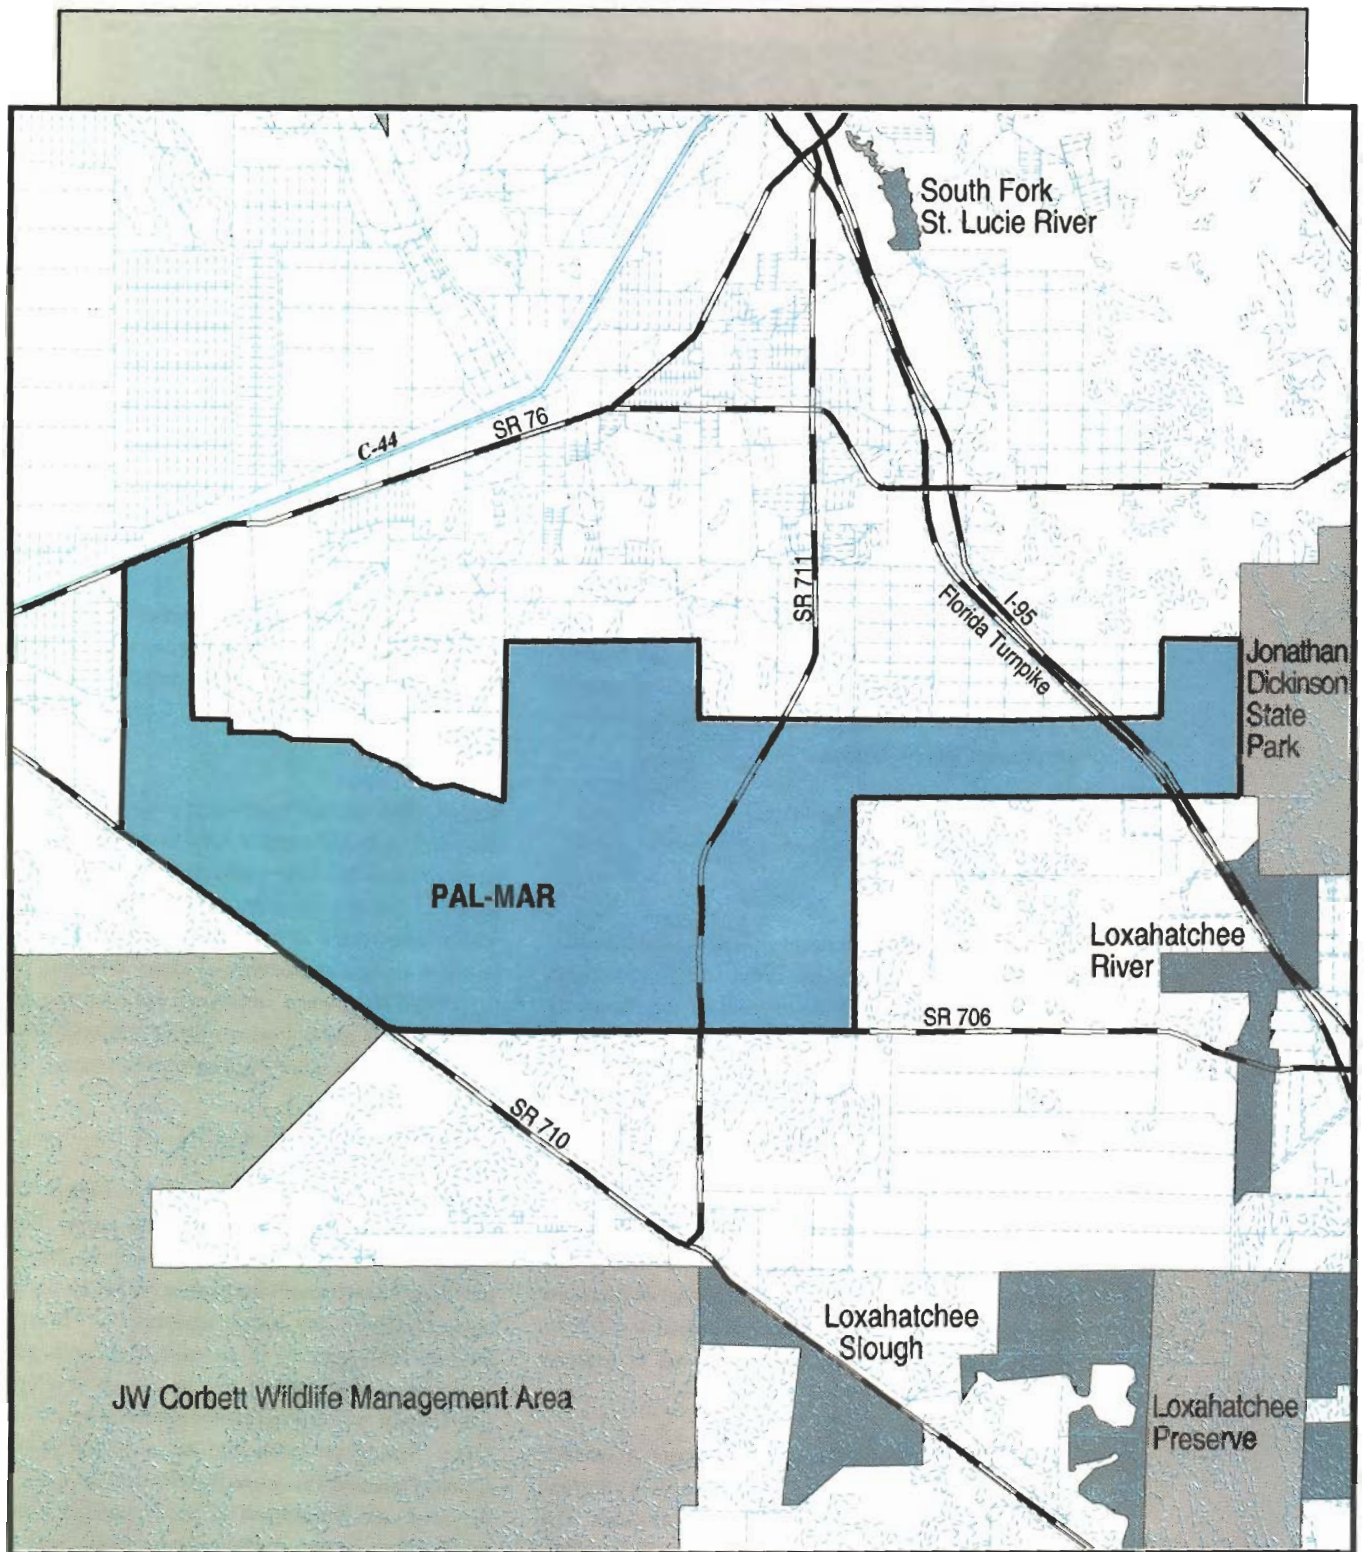 South Fork
St. Lucie River
C-44
SR 76
SR 711
I-95
Florida Turnpike
Jonathan
Dickinson
State
Park
PAL-MAR
Loxahatchee
River
SR 706
SR 710
Loxahatchee
Slough
JW Corbett Wildlife Management Area
Loxahatchee
Preserve